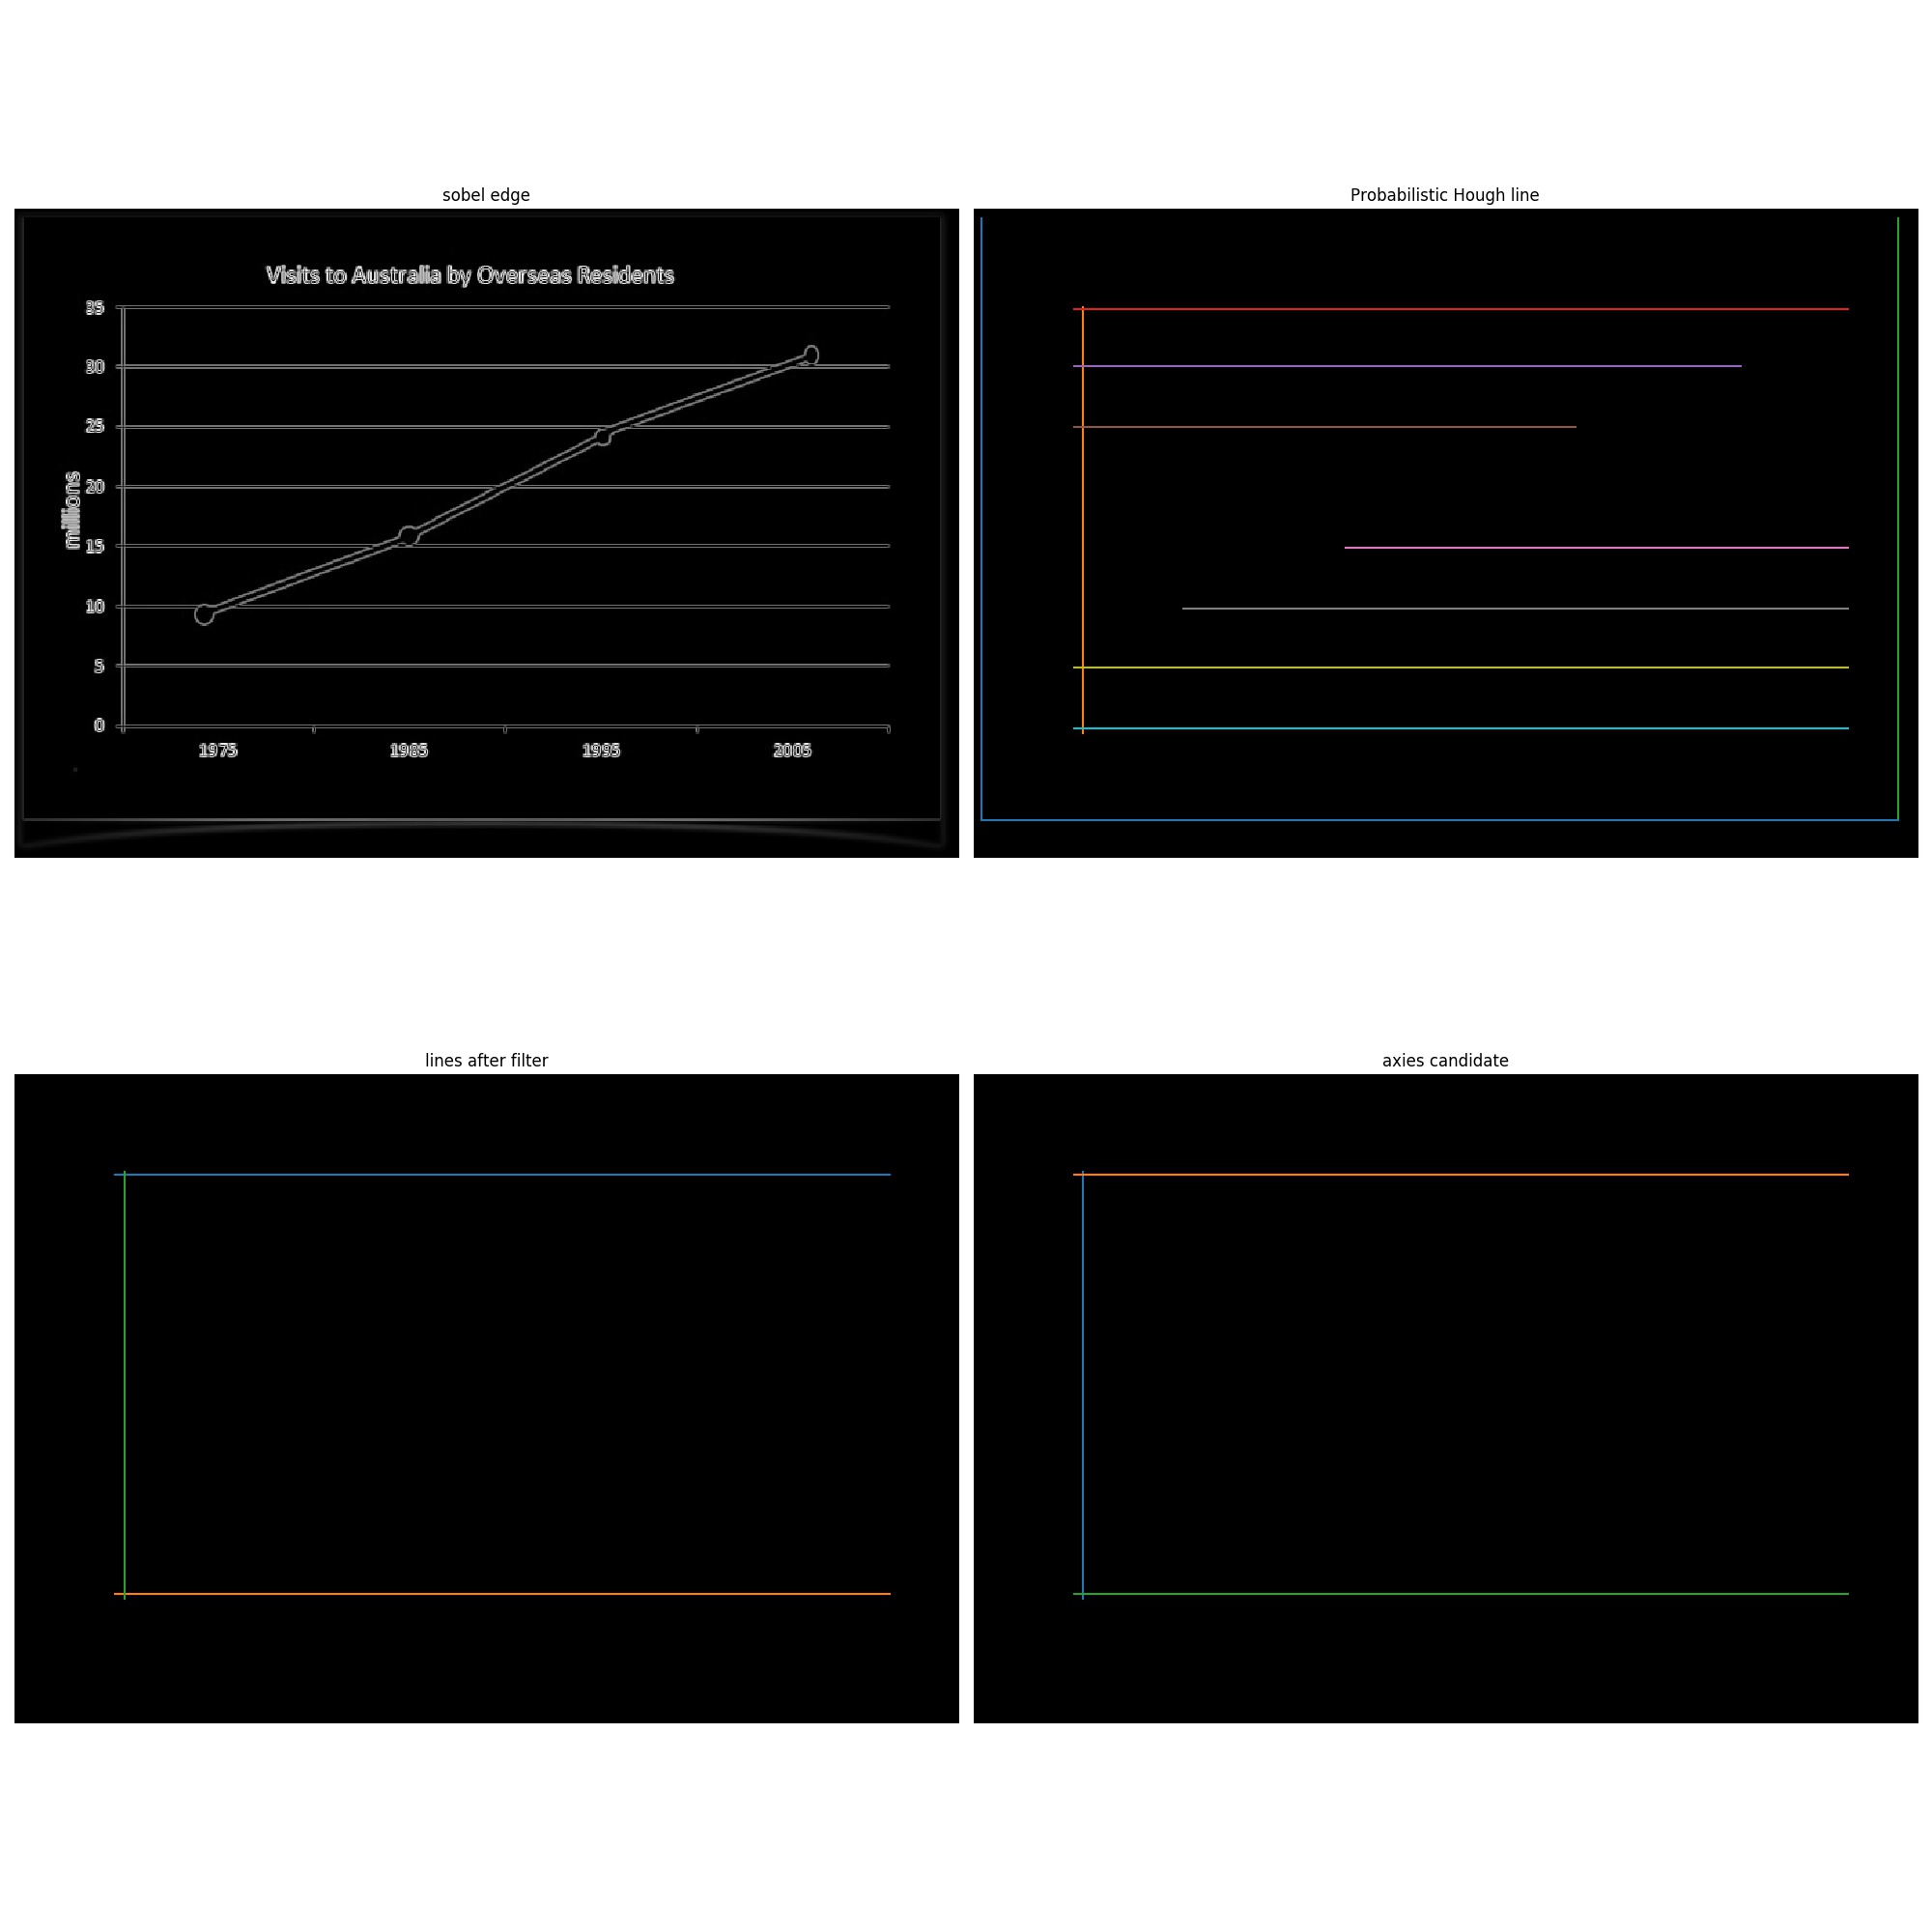 sobel edge
Visits to Australia by Overseas Residents
35
30
25
20
15
10
5
0
millions
1975 1985 1995 2005
Probabilistic Hough line
lines after filter
axies candidate